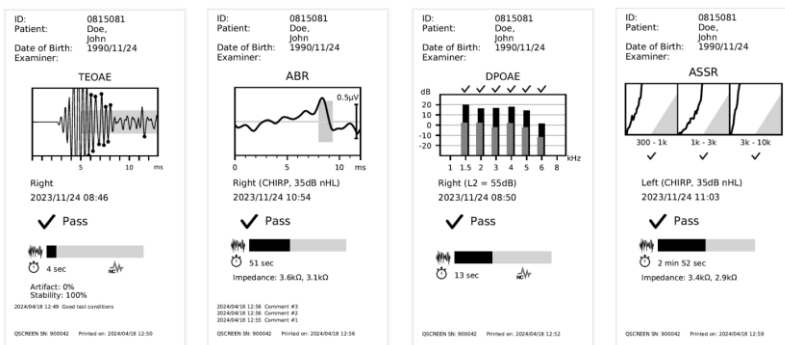 ID: 0815081
Patient: Doe,
John
Date of Birth: 1990/11/24
Examiner:
TEOAE
5 10 ms
Right
2023/11/24 08:46
Pass
4 sec
Artifact: 0%
Stability: 100%
2024/04/18 12:49 Good test conditions
QSCREEN SN: 900042 Printed on: 2024/04/18 12:50
ID: 0815081
Patient: Doe,
John
Date of Birth: 1990/11/24
Examiner:
ABR
0.5µV
0 5 10 ms
Right (CHIRP, 35dB nHL)
2023/11/24 10:54
Pass
51 sec
Impedance: 3.6kΩ, 3.1kΩ
2024/04/18 12:56 Comment #3
2024/04/18 12:56 Comment #2
2024/04/18 12:55 Comment #1
QSCREEN SN: 900042 Printed on: 2024/04/18 12:56
ID: 0815081
Patient: Doe,
John
Date of Birth: 1990/11/24
Examiner:
DPOAE
dB
20
10
0
-10
-20
1 1.5 2 3 4 5 6 8 kHz
Right (L2 = 55dB)
2023/11/24 08:50
Pass
13 sec
QSCREEN SN: 900042 Printed on: 2024/04/18 12:52
ID: 0815081
Patient: Doe,
John
Date of Birth: 1990/11/24
Examiner:
ASSR
300 - 1k 1k - 3k 3k - 10k
Left (CHIRP, 35dB nHL)
2023/11/24 11:03
Pass
2 min 52 sec
Impedance: 3.4kΩ, 2.9kΩ
QSCREEN SN: 900042 Printed on: 2024/04/18 12:59